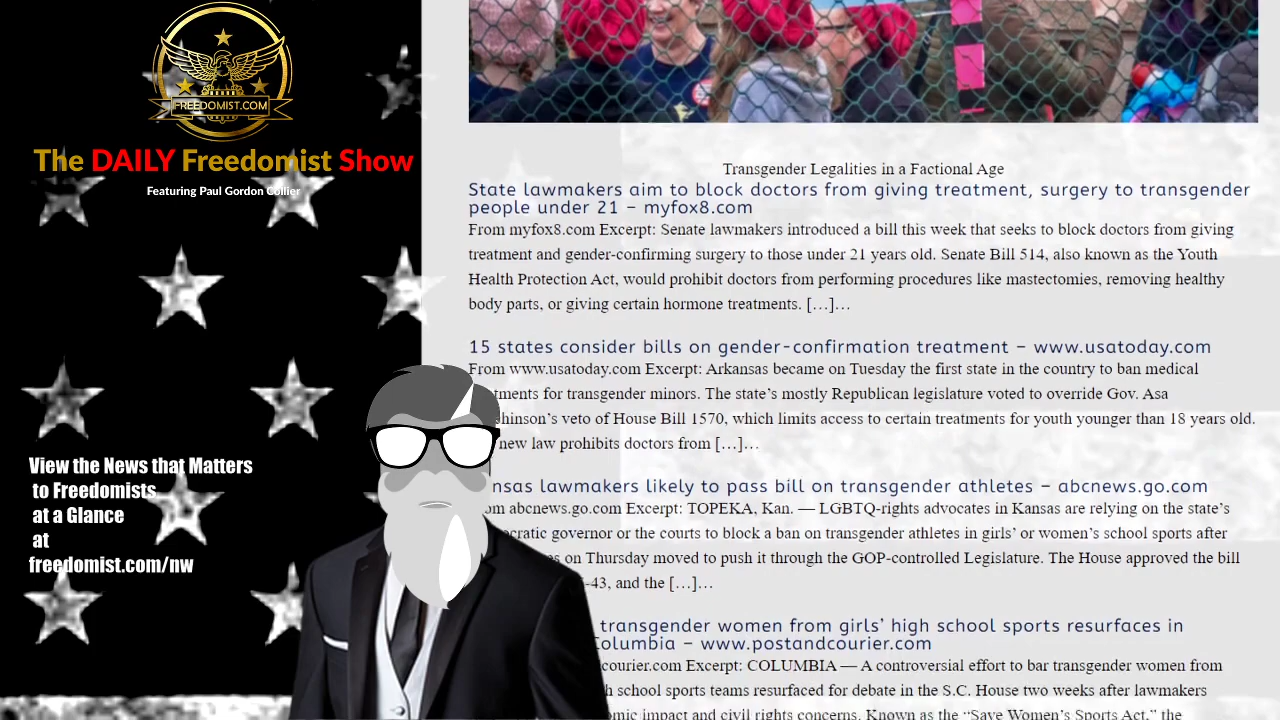 FREEDOMIST.COM
The DAILY Freedomist Show
Featuring Paul Gordon Collier
View the News that Matters
to Freedomists
at a Glance
at
freedomist.com/nw
Transgender Legalities in a Factional Age
State lawmakers aim to block doctors from giving treatment, surgery to transgender
people under 21 – myfox8.com
From myfox8.com Excerpt: Senate lawmakers introduced a bill this week that seeks to block doctors from giving
treatment and gender-confirming surgery to those under 21 years old. Senate Bill 514, also known as the Youth
Health Protection Act, would prohibit doctors from performing procedures like mastectomies, removing healthy
body parts, or giving certain hormone treatments. […]…
15 states consider bills on gender-confirmation treatment – www.usatoday.com
From www.usatoday.com Excerpt: Arkansas became on Tuesday the first state in the country to ban medical
tments for transgender minors. The state’s mostly Republican legislature voted to override Gov. Asa
hinson’s veto of House Bill 1570, which limits access to certain treatments for youth younger than 18 years old.
new law prohibits doctors from […]…
nsas lawmakers likely to pass bill on transgender athletes – abcnews.go.com
om abcnews.go.com Excerpt: TOPEKA, Kan. — LGBTQ-rights advocates in Kansas are relying on the state’s
ocratic governor or the courts to block a ban on transgender athletes in girls’ or women’s school sports after
s on Thursday moved to push it through the GOP-controlled Legislature. The House approved the bill
-43, and the […]…
transgender women from girls’ high school sports resurfaces in
Columbia – www.postandcourier.com
courier.com Excerpt: COLUMBIA — A controversial effort to bar transgender women from
h school sports teams resurfaced for debate in the S.C. House two weeks after lawmakers
omic impact and civil rights concerns. Known as the “Save Women’s Sports Act,” the